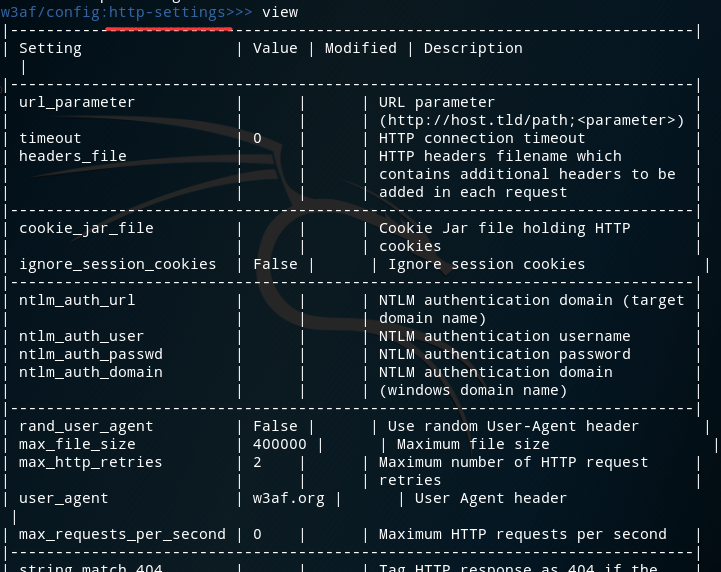 w3af/config:http-settings>>> view
|----------------------------------------------------------------------------|
| Setting                 | Value | Modified | Description
  |
|----------------------------------------------------------------------------|
| url_parameter           |      |      | URL parameter                      |
|                         |      |      | (http://host.tld/path;<parameter>) |
| timeout                 | 0    |      | HTTP connection timeout            |
| headers_file            |      |      | HTTP headers filename which        |
|                         |      |      | contains additional headers to be  |
|                         |      |      | added in each request              |
|----------------------------------------------------------------------------|
| cookie_jar_file         |      |      | Cookie Jar file holding HTTP       |
|                         |      |      | cookies                            |
| ignore_session_cookies  | False |      | Ignore session cookies             |
|----------------------------------------------------------------------------|
| ntlm_auth_url           |      |      | NTLM authentication domain (target |
|                         |      |      | domain name)                       |
| ntlm_auth_user          |      |      | NTLM authentication username       |
| ntlm_auth_passwd        |      |      | NTLM authentication password       |
| ntlm_auth_domain        |      |      | NTLM authentication domain         |
|                         |      |      | (windows domain name)              |
|----------------------------------------------------------------------------|
| rand_user_agent         | False |      | Use random User-Agent header       |
| max_file_size           | 400000 |      | Maximum file size                  |
| max_http_retries        | 2    |      | Maximum number of HTTP request     |
|                         |      |      | retries                            |
| user_agent              | w3af.org |      | User Agent header
 |
| max_requests_per_second | 0    |      | Maximum HTTP requests per second   |
|----------------------------------------------------------------------------|
| string_match_404        |      |      | Tag HTTP response as 404 if the    |